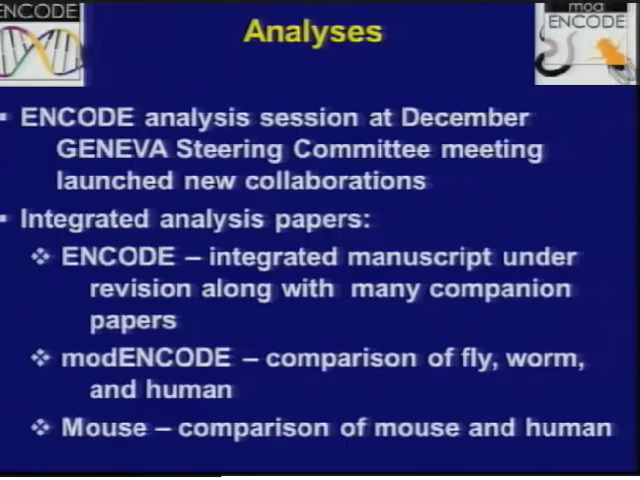 ENCODE
mod
ENCODE
Analyses
ENCODE analysis session at December
GENEVA Steering Committee meeting
launched new collaborations
Integrated analysis papers:
ENCODE – integrated manuscript under
revision along with many companion
papers
modENCODE – comparison of fly, worm,
and human
Mouse – comparison of mouse and human